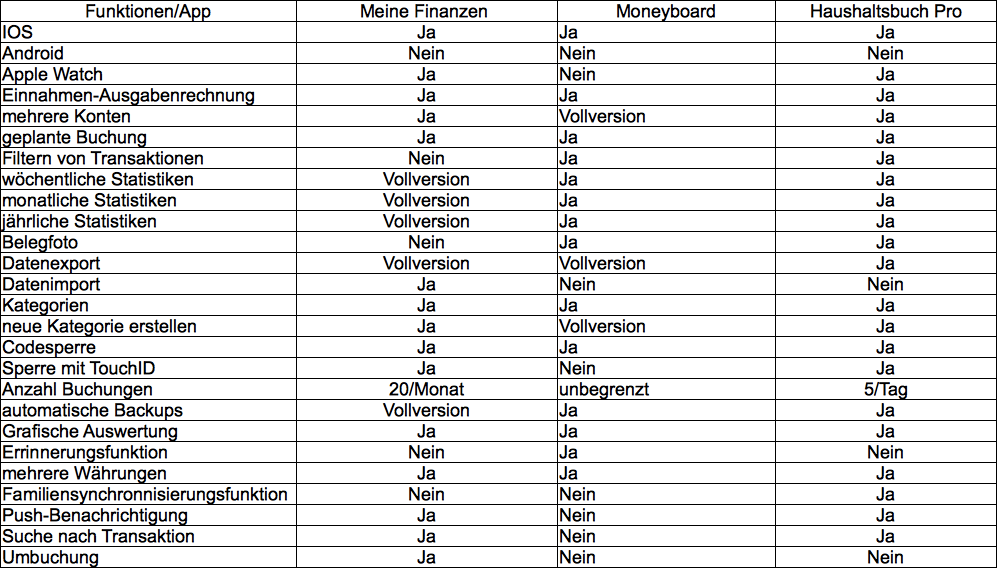 Funktionen/App Meine Finanzen Moneyboard Haushaltsbuch Pro
IOS Ja Ja Ja
Android Nein Nein Nein
Apple Watch Ja Nein Ja
Einnahmen-Ausgabenrechnung Ja Ja Ja
mehrere Konten Ja Vollversion Ja
geplante Buchung Ja Ja Ja
Filtern von Transaktionen Nein Ja Ja
wöchentliche Statistiken Vollversion Ja Ja
monatliche Statistiken Vollversion Ja Ja
jährliche Statistiken Vollversion Ja Ja
Belegfoto Nein Ja Ja
Datenexport Vollversion Vollversion Ja
Datenimport Ja Nein Nein
Kategorien Ja Ja Ja
neue Kategorie erstellen Ja Vollversion Ja
Codesperre Ja Ja Ja
Sperre mit TouchID Ja Nein Ja
Anzahl Buchungen 20/Monat unbegrenzt 5/Tag
automatische Backups Vollversion Ja Ja
Grafische Auswertung Ja Ja Ja
Errinnerungsfunktion Nein Ja Nein
mehrere Währungen Ja Ja Ja
Familiensynchronnisierungsfunktion Nein Nein Ja
Push-Benachrichtigung Ja Nein Ja
Suche nach Transaktion Ja Nein Ja
Umbuchung Ja Nein Nein